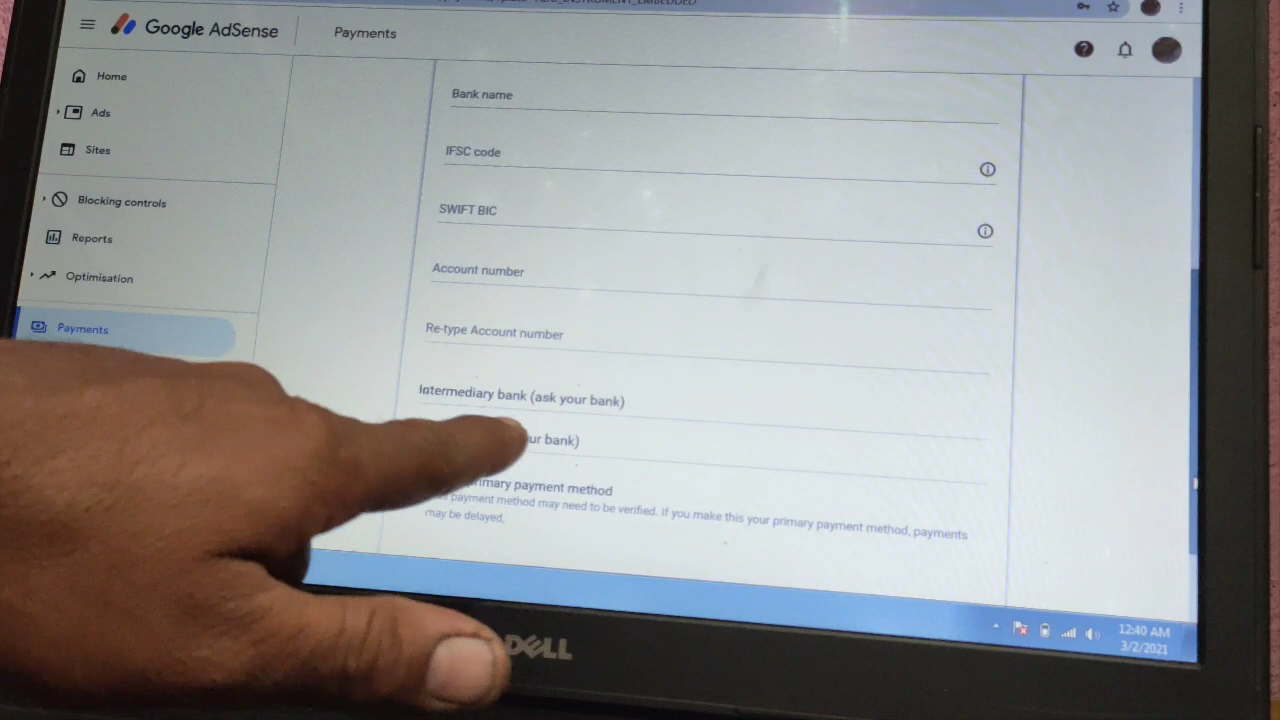 Google AdSense
Payments
Home
Ads
Sites
Blocking controls
Reports
Optimisation
Payments
Bank name
IFSC code
SWIFT BIC
Account number
Re-type Account number
Intermediary bank (ask your bank)
bank)
primary payment method
payment method may need to be verified. If you make this your primary payment method, payments
may be delayed.
DELL
12:40 AM
3/2/2021